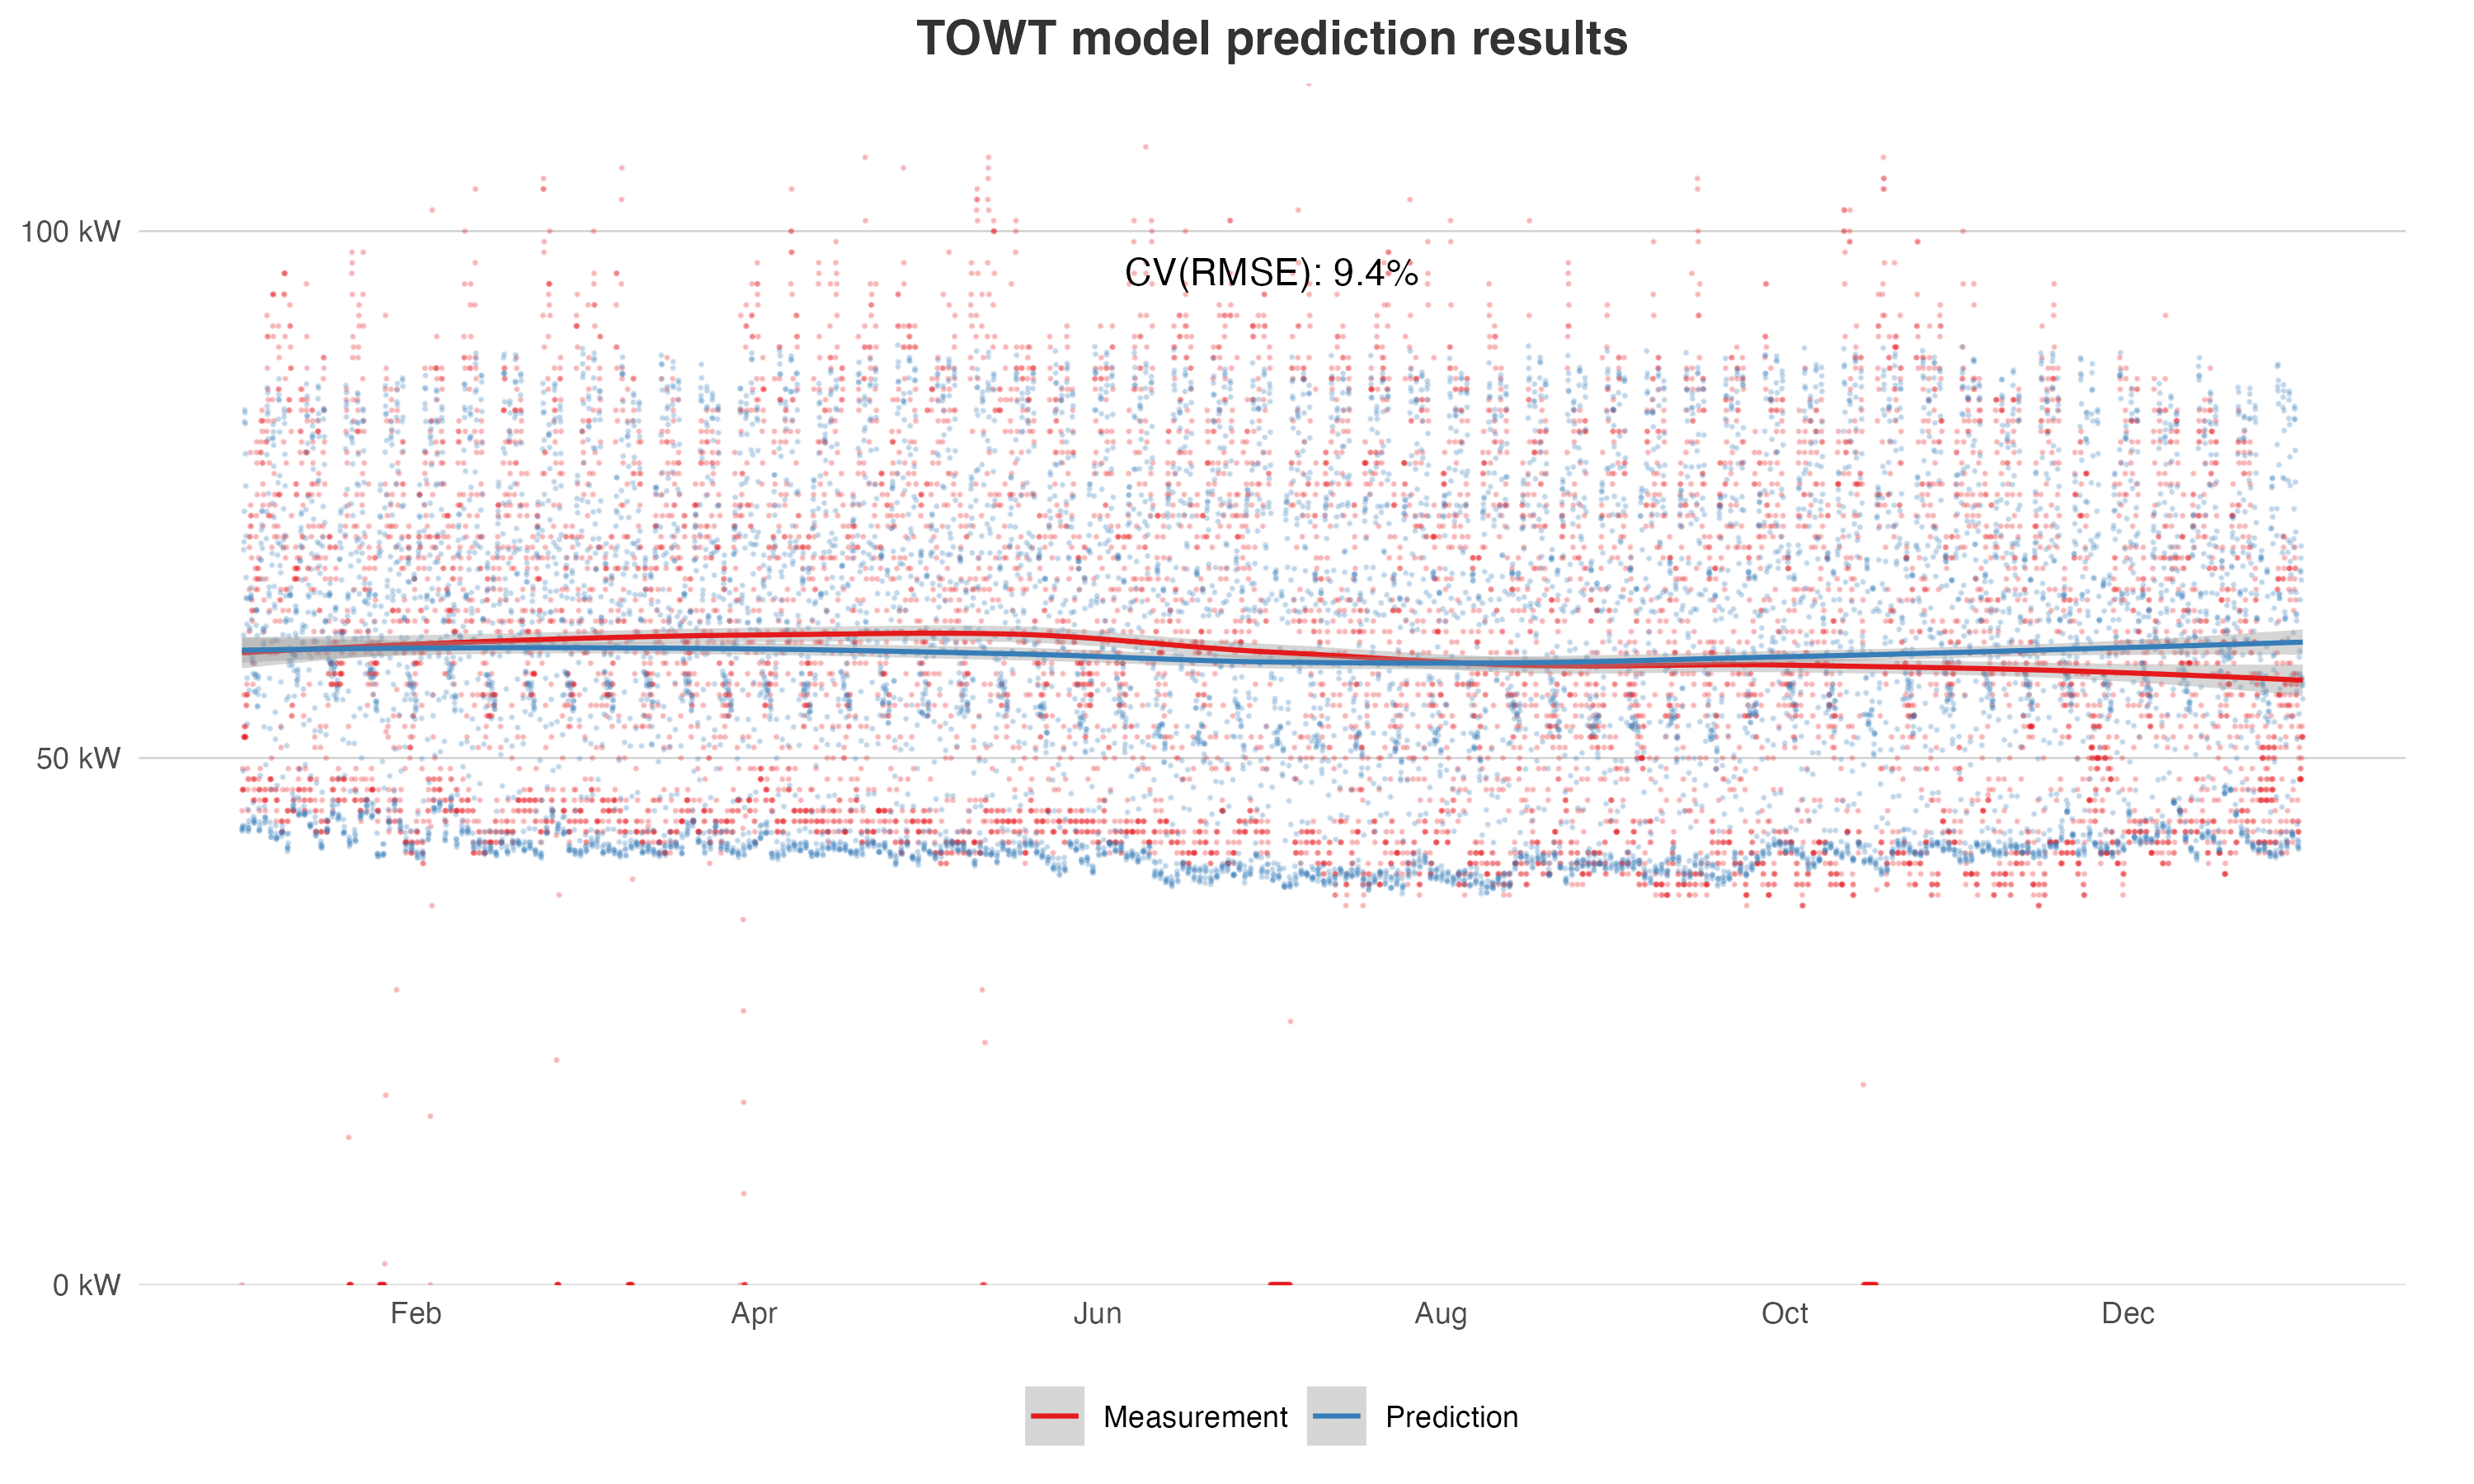 TOWT model prediction results
100 kW
CV(RMSE): 9.4%
50 kW
0 kW
Feb Apr Jun Aug Oct Dec
Measurement Prediction